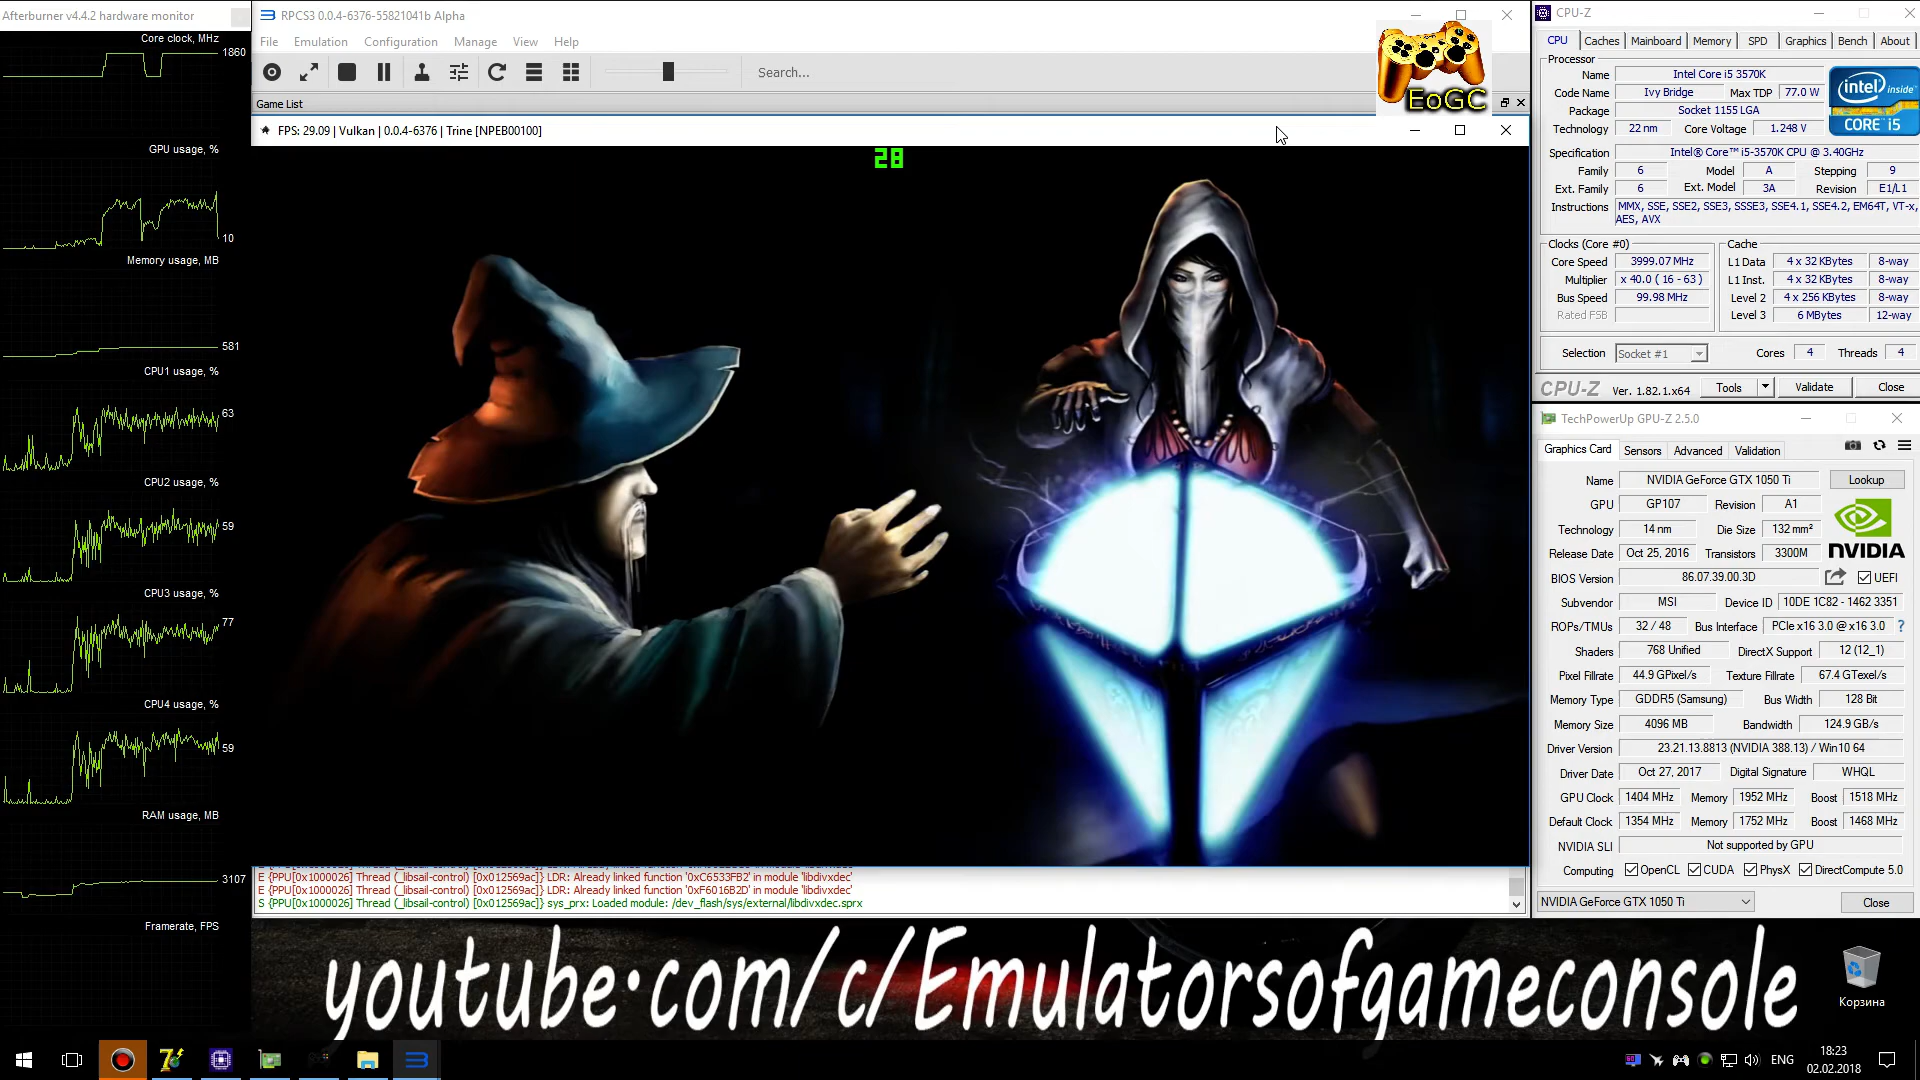 Afterburner v4.4.2 hardware monitor
Core clock, MHz
1860
GPU usage, %
10
Memory usage, MB
581
CPU1 usage, %
63
CPU2 usage, %
59
CPU3 usage, %
77
CPU4 usage, %
59
RAM usage, MB
3107
Framerate, FPS
RPCS3 0.0.4-6376-55821041b Alpha
File Emulation Configuration Manage View Help
Search...
EoGC
Game List
FPS: 29.09 | Vulkan | 0.0.4-6376 | Trine [NPEB00100]
28
E {PPU[0x1000026] Thread (_libsail-control) [0x012569ac]} LDR: Already linked function '0xC6533FB2' in module 'libdivxdec'
E {PPU[0x1000026] Thread (_libsail-control) [0x012569ac]} LDR: Already linked function '0xF6016B2D' in module 'libdivxdec'
S {PPU[0x1000026] Thread (_libsail-control) [0x012569ac]} sys_prx: Loaded module: /dev_flash/sys/external/libdivxdec.sprx
CPU-Z
CPU Caches Mainboard Memory SPD Graphics Bench About
Processor
Name Intel Core i5 3570K
Code Name Ivy Bridge Max TDP 77.0 W
Package Socket 1155 LGA
Technology 22 nm Core Voltage 1.248 V
intel inside™
CORE i5
Specification Intel® Core™ i5-3570K CPU @ 3.40GHz
Family 6 Model A Stepping 9
Ext. Family 6 Ext. Model 3A Revision E1/L1
Instructions MMX, SSE, SSE2, SSE3, SSSE3, SSE4.1, SSE4.2, EM64T, VT-x,
AES, AVX
Clocks (Core #0) Cache
Core Speed 3999.07 MHz L1 Data 4 x 32 KBytes 8-way
Multiplier x 40.0 ( 16 - 63 ) L1 Inst. 4 x 32 KBytes 8-way
Bus Speed 99.98 MHz Level 2 4 x 256 KBytes 8-way
Rated FSB Level 3 6 MBytes 12-way
Selection Socket #1 Cores 4 Threads 4
CPU-Z Ver. 1.82.1.x64 Tools Validate Close
TechPowerUp GPU-Z 2.5.0
Graphics Card Sensors Advanced Validation
Name NVIDIA GeForce GTX 1050 Ti Lookup
GPU GP107 Revision A1
Technology 14 nm Die Size 132 mm²
Release Date Oct 25, 2016 Transistors 3300M
NVIDIA
BIOS Version 86.07.39.00.3D UEFI
Subvendor MSI Device ID 10DE 1C82 - 1462 3351
ROPs/TMUs 32 / 48 Bus Interface PCIe x16 3.0 @ x16 3.0 ?
Shaders 768 Unified DirectX Support 12 (12_1)
Pixel Fillrate 44.9 GPixel/s Texture Fillrate 67.4 GTexel/s
Memory Type GDDR5 (Samsung) Bus Width 128 Bit
Memory Size 4096 MB Bandwidth 124.9 GB/s
Driver Version 23.21.13.8813 (NVIDIA 388.13) / Win10 64
Driver Date Oct 27, 2017 Digital Signature WHQL
GPU Clock 1404 MHz Memory 1952 MHz Boost 1518 MHz
Default Clock 1354 MHz Memory 1752 MHz Boost 1468 MHz
NVIDIA SLI Not supported by GPU
Computing OpenCL CUDA PhysX DirectCompute 5.0
NVIDIA GeForce GTX 1050 Ti Close
youtube.com/c/Emulatorsofgameconsole
Корзина
ENG
18:23
02.02.2018